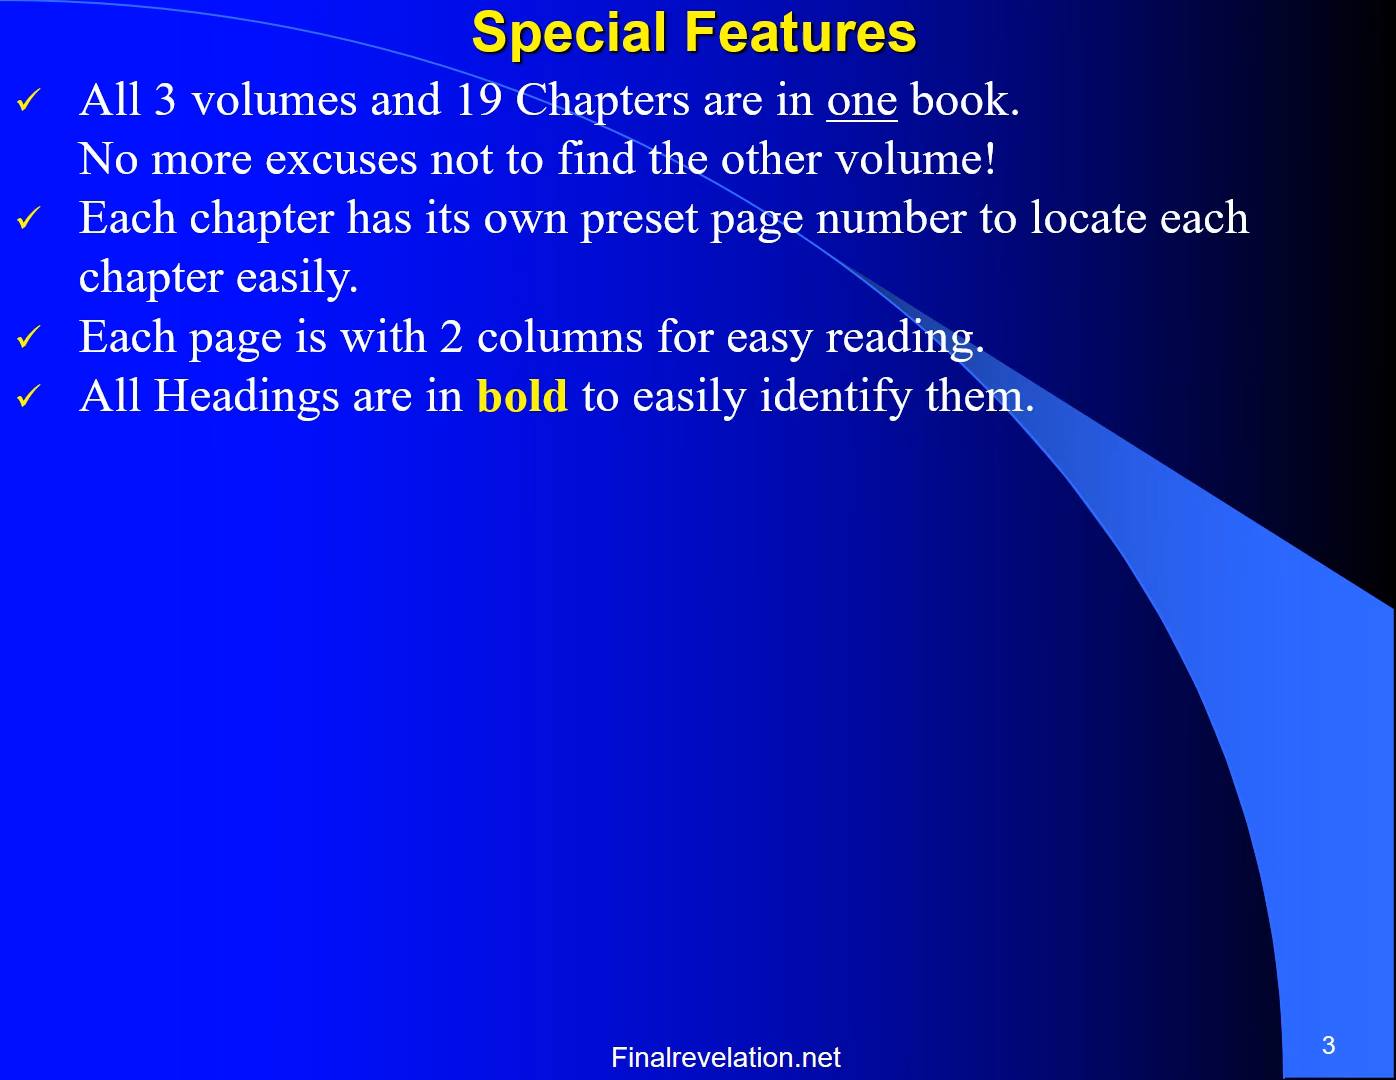 Special Features
✓ All 3 volumes and 19 Chapters are in one book.
No more excuses not to find the other volume!
✓ Each chapter has its own preset page number to locate each
chapter easily.
✓ Each page is with 2 columns for easy reading.
✓ All Headings are in bold to easily identify them.
Finalrevelation.net
3